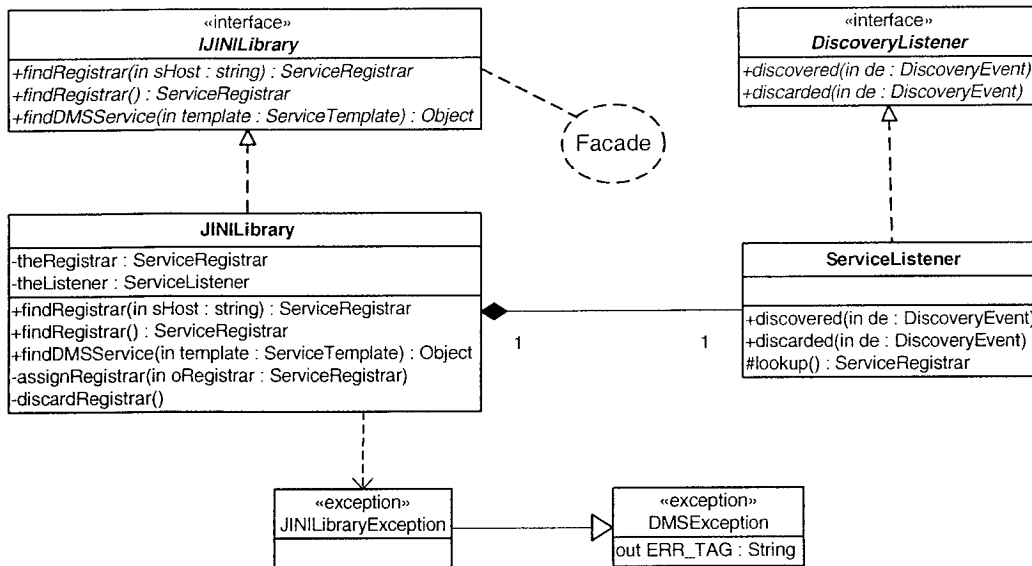 «interface»
IJINILibrary
+findRegistrar(in sHost : string) : ServiceRegistrar
+findRegistrar() : ServiceRegistrar
+findDMSService(in template : ServiceTemplate) : Object
«interface»
DiscoveryListener
+discovered(in de : DiscoveryEvent)
+discarded(in de : DiscoveryEvent)
Facade
JINILibrary
-theRegistrar : ServiceRegistrar
-theListener : ServiceListener
+findRegistrar(in sHost : string) : ServiceRegistrar
+findRegistrar() : ServiceRegistrar
+findDMSService(in template : ServiceTemplate) : Object
-assignRegistrar(in oRegistrar : ServiceRegistrar)
-discardRegistrar()
1
1
ServiceListener
+discovered(in de : DiscoveryEvent)
+discarded(in de : DiscoveryEvent)
#lookup() : ServiceRegistrar
«exception»
JINILibraryException
«exception»
DMSException
out ERR_TAG : String